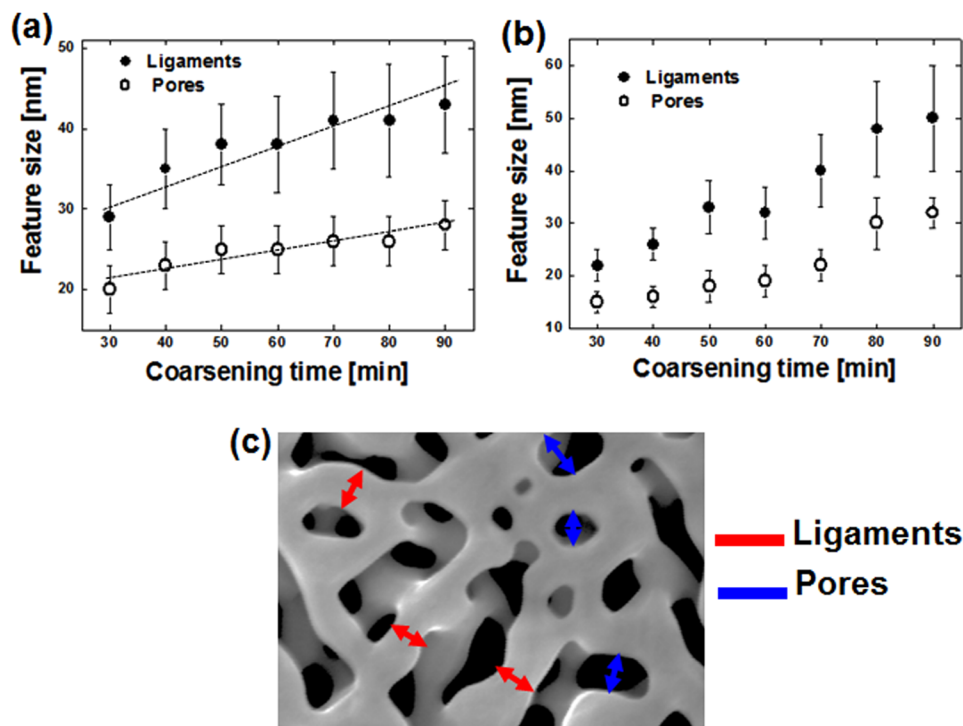 (a)
50
40
30
20
Feature size [nm]
Ligaments
Pores
30 40 50 60 70 80 90
Coarsening time [min]
(b)
60
50
40
30
20
10
Feature size [nm]
Ligaments
Pores
30 40 50 60 70 80 90
Coarsening time [min]
(c)
Ligaments
Pores